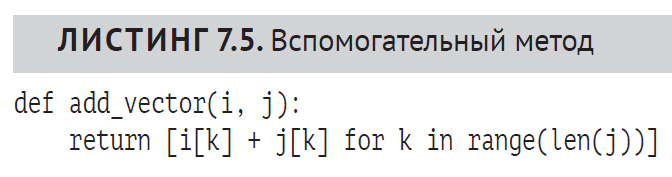 ЛИСТИНГ 7.5. Вспомогательный метод
def add_vector(i, j):
    return [i[k] + j[k] for k in range(len(j))]